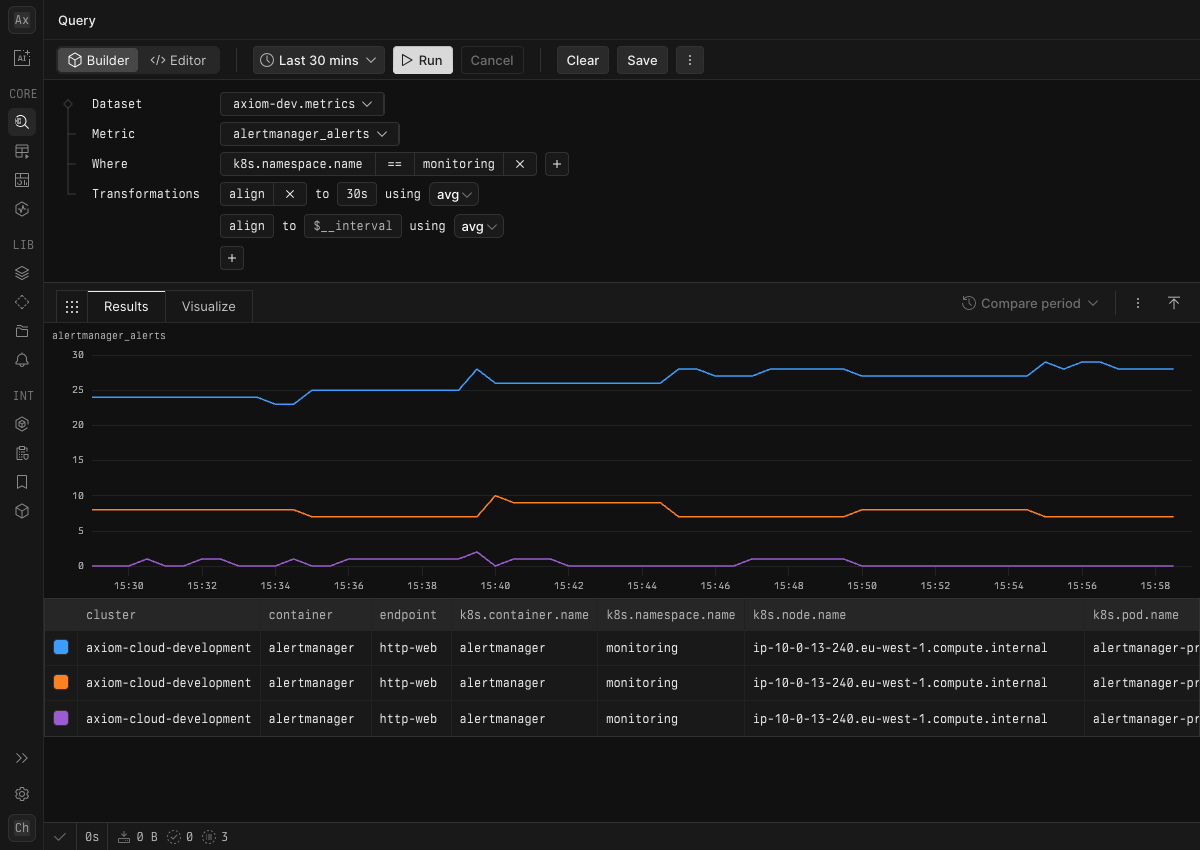 Ax Query
AI
Builder </> Editor Last 30 mins Run Cancel Clear Save
CORE
Dataset axiom-dev.metrics
Metric alertmanager_alerts
Where k8s.namespace.name == monitoring × +
Transformations align × to 30s using avg
align to $__interval using avg
+
LIB
Results Visualize Compare period
alertmanager_alerts
30
25
20
15
10
5
0
15:30 15:32 15:34 15:36 15:38 15:40 15:42 15:44 15:46 15:48 15:50 15:52 15:54 15:56 15:58
INT
cluster container endpoint k8s.container.name k8s.namespace.name k8s.node.name k8s.pod.name
axiom-cloud-development alertmanager http-web alertmanager monitoring ip-10-0-13-240.eu-west-1.compute.internal alertmanager-pr
axiom-cloud-development alertmanager http-web alertmanager monitoring ip-10-0-13-240.eu-west-1.compute.internal alertmanager-pr
axiom-cloud-development alertmanager http-web alertmanager monitoring ip-10-0-13-240.eu-west-1.compute.internal alertmanager-pr
Ch
0s 0 B 0 3